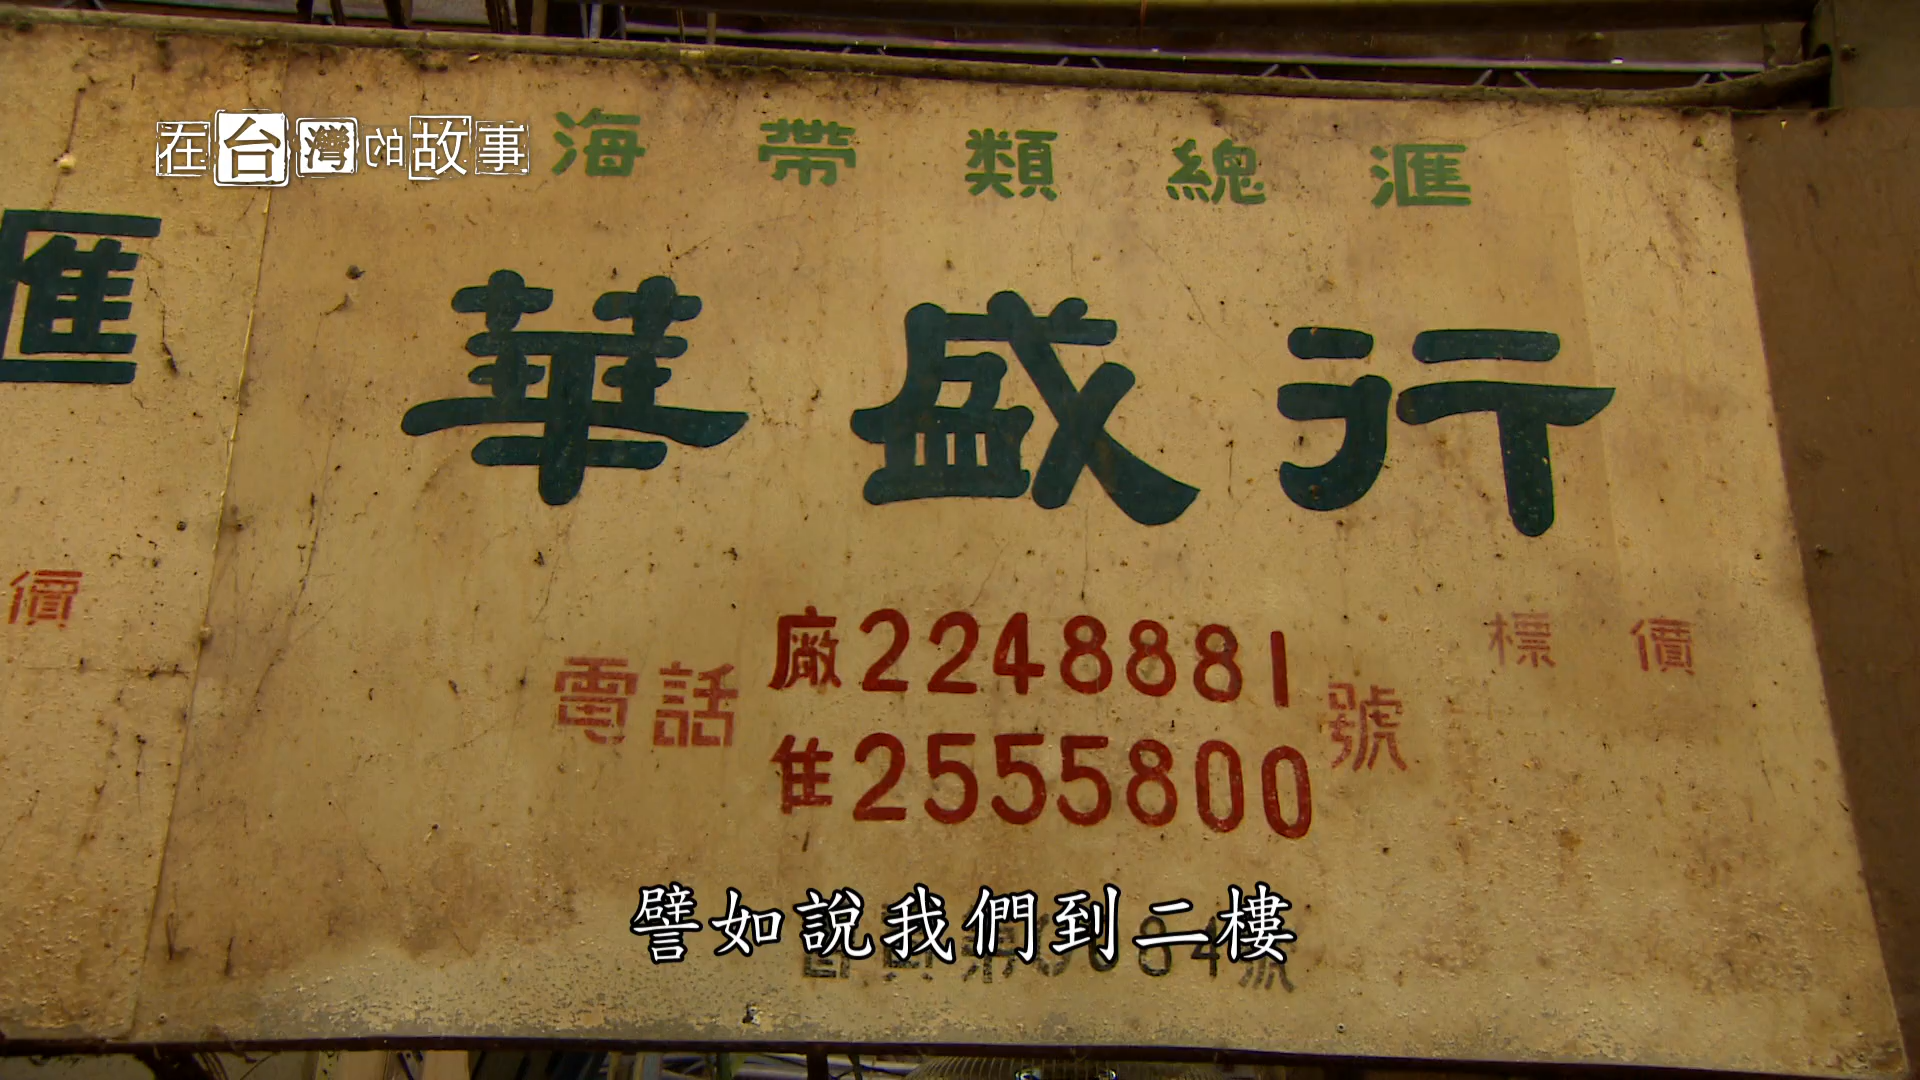 在台灣的故事
海帶類總滙
滙
華盛行
價
標價
廠2248881
電話 號
住2555800
譬如說我們到二樓